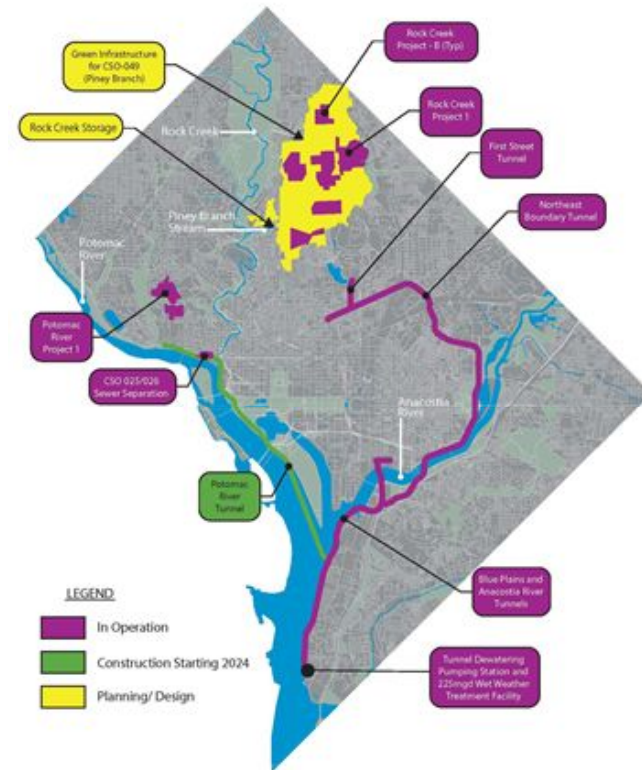 Green Infrastructure
for CSO-049
(Piney Branch)
Rock Creek
Project - B (Typ)
Rock Creek Storage
Rock Creek
Rock Creek
Project 1
First Street
Tunnel
Northeast
Boundary Tunnel
Piney Branch
Stream
Potomac
River
Potomac
River
Project 1
CSO 025/026
Sewer Separation
Anacostia
River
Potomac
River
Tunnel
Blue Plains and
Anacostia River
Tunnels
Tunnel Dewatering
Pumping Station and
225mgd Wet Weather
Treatment Facility
LEGEND
In Operation
Construction Starting 2024
Planning/ Design